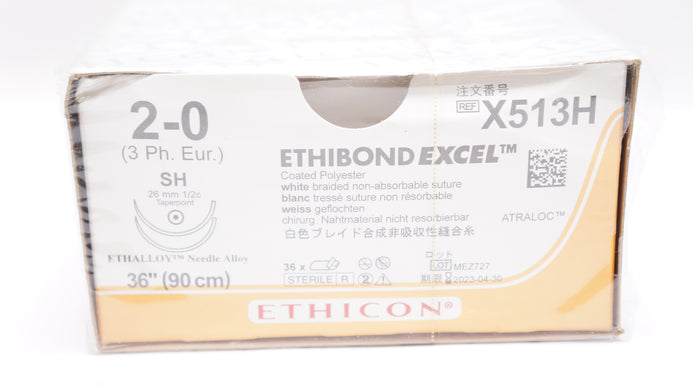 2-0
(3 Ph. Eur.)
SH
26 mm 1/2c
Taperpoint
ETHALLOY™ Needle Alloy
36" (90 cm)
注文番号
REF X513H
ETHIBOND EXCEL™
Coated Polyester
white braided non-absorbable suture
blanc tressé suture non résorbable
weiss geflochten
chirurg. Nahtmaterial nicht resorbierbar
白色ブレイド合成非吸収性縫合糸
ATRALOC™
36 x
STERILE R 2
ロット
LOT MEZ727
期限 2023-04-30
ETHICON®